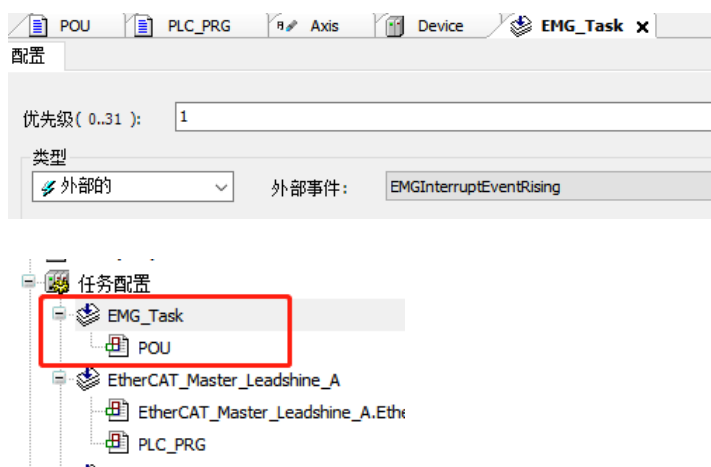 POU PLC_PRG Axis Device EMG_Task x
配置
优先级( 0..31 ): 1
类型
外部的 外部事件: EMGInterruptEventRising
任务配置
EMG_Task
POU
EtherCAT_Master_Leadshine_A
EtherCAT_Master_Leadshine_A.Ethe
PLC_PRG